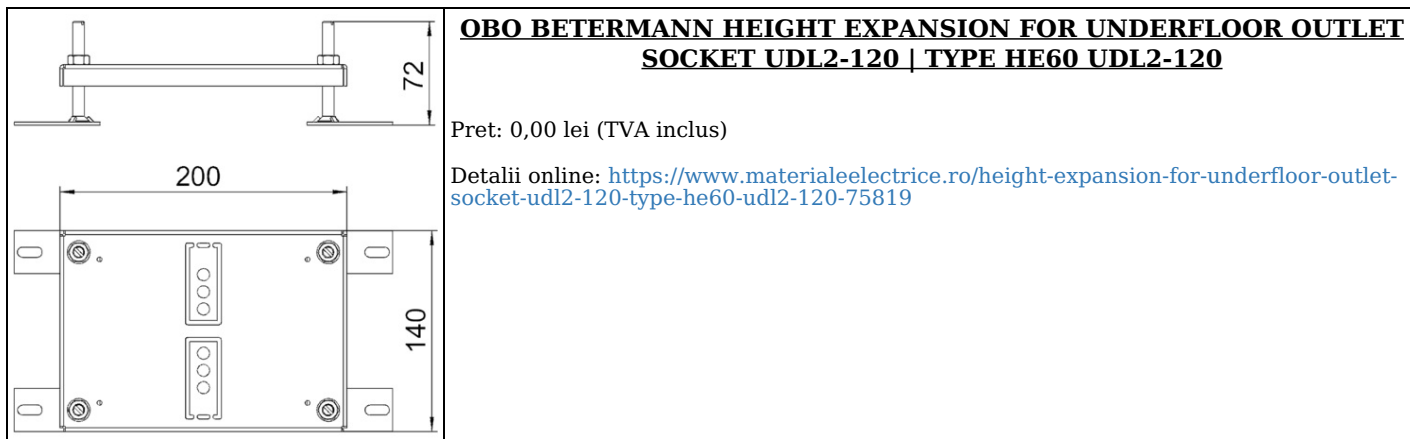 72
200
140
OBO BETERMANN HEIGHT EXPANSION FOR UNDERFLOOR OUTLET
SOCKET UDL2-120 | TYPE HE60 UDL2-120
Pret: 0,00 lei (TVA inclus)
Detalii online: https://www.materialeelectrice.ro/height-expansion-for-underfloor-outlet-
socket-udl2-120-type-he60-udl2-120-75819